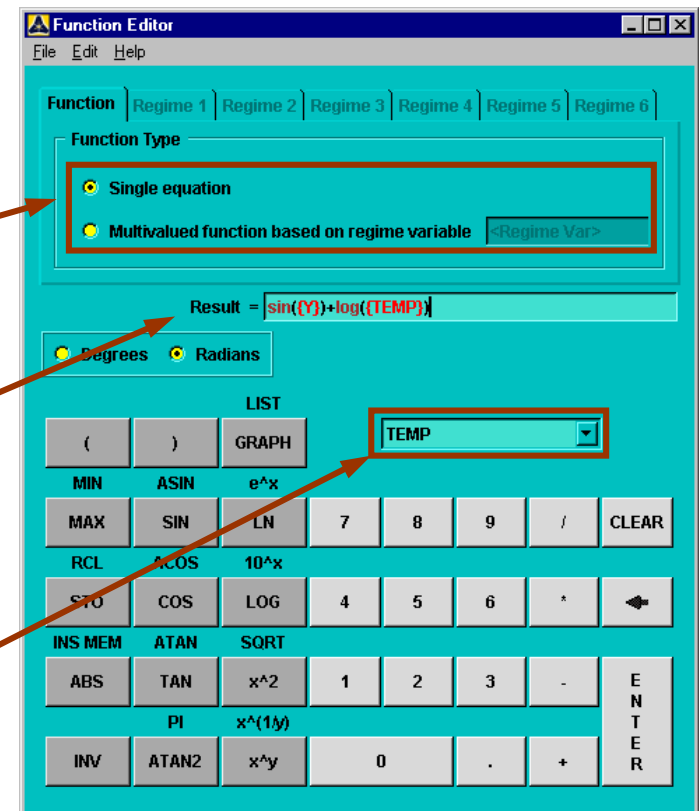 Function Editor
File Edit Help
Function Regime 1 Regime 2 Regime 3 Regime 4 Regime 5 Regime 6
Function Type
Single equation
Multivalued function based on regime variable <Regime Var>
Result = sin({Y})+log({TEMP})
Degrees Radians
LIST
( ) GRAPH TEMP
MIN ASIN e^x
MAX SIN LN 7 8 9 / CLEAR
RCL ACOS 10^x
STO COS LOG 4 5 6 *
INS MEM ATAN SQRT
ABS TAN x^2 1 2 3 - ENTER
PI x^(1/y)
INV ATAN2 x^y 0 . +